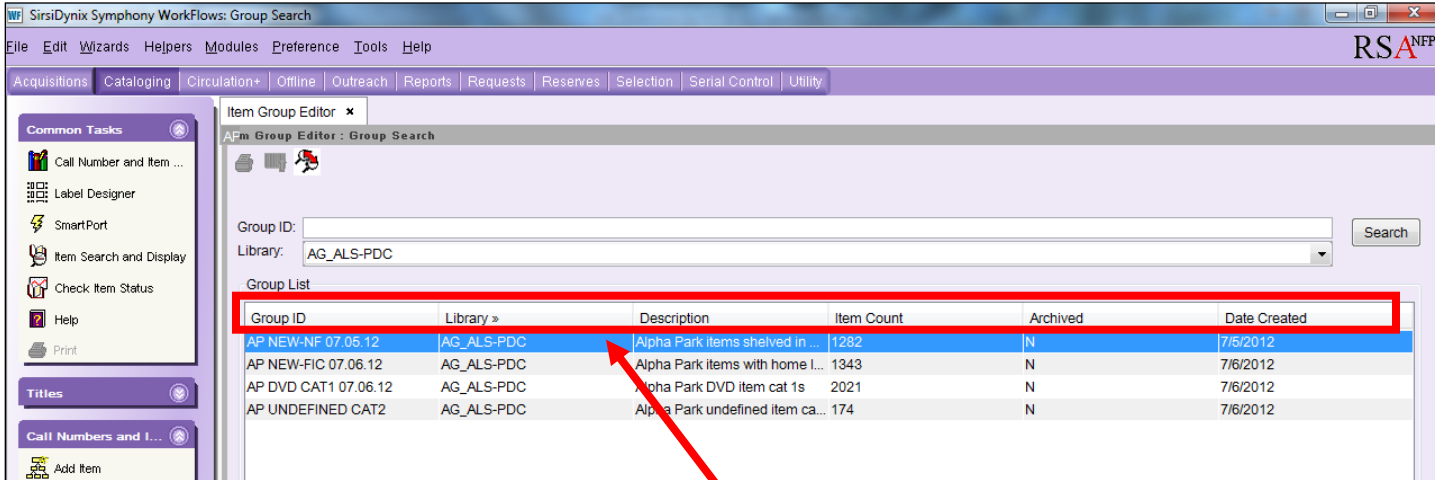 WF SirsiDynix Symphony WorkFlows: Group Search
File Edit Wizards Helpers Modules Preference Tools Help
RSANFP
Acquisitions Cataloging Circulation+ Offline Outreach Reports Requests Reserves Selection Serial Control Utility
Item Group Editor ×
Common Tasks
AFm Group Editor : Group Search
Call Number and Item ...
Label Designer
SmartPort
Group ID:
Search
Library: AG_ALS-PDC
Item Search and Display
Group List
Check Item Status
Group ID Library » Description Item Count Archived Date Created
Help
AP NEW-NF 07.05.12 AG_ALS-PDC Alpha Park items shelved in ... 1282 N 7/5/2012
Print
AP NEW-FIC 07.06.12 AG_ALS-PDC Alpha Park items with home l... 1343 N 7/6/2012
AP DVD CAT1 07.06.12 AG_ALS-PDC Alpha Park DVD item cat 1s 2021 N 7/6/2012
Titles
AP UNDEFINED CAT2 AG_ALS-PDC Alpha Park undefined item ca... 174 N 7/6/2012
Call Numbers and I...
Add Item